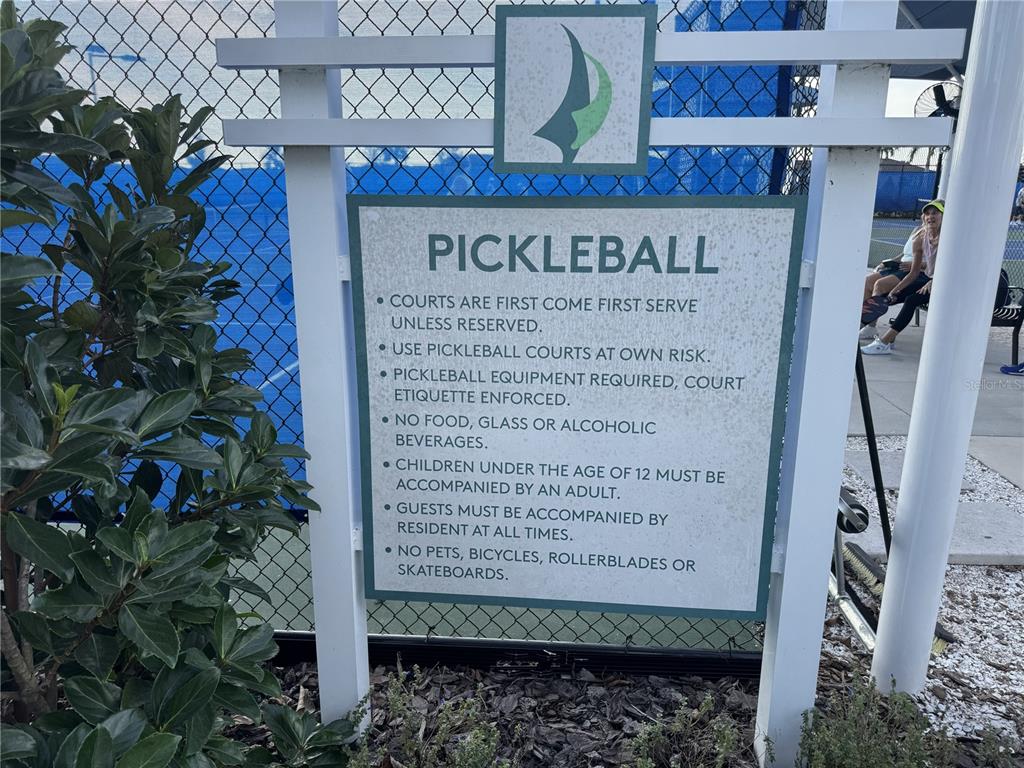 PICKLEBALL
• COURTS ARE FIRST COME FIRST SERVE
UNLESS RESERVED.
• USE PICKLEBALL COURTS AT OWN RISK.
• PICKLEBALL EQUIPMENT REQUIRED, COURT
ETIQUETTE ENFORCED.
• NO FOOD, GLASS OR ALCOHOLIC
BEVERAGES.
• CHILDREN UNDER THE AGE OF 12 MUST BE
ACCOMPANIED BY AN ADULT.
• GUESTS MUST BE ACCOMPANIED BY
RESIDENT AT ALL TIMES.
• NO PETS, BICYCLES, ROLLERBLADES OR
SKATEBOARDS.
Stellar MLS